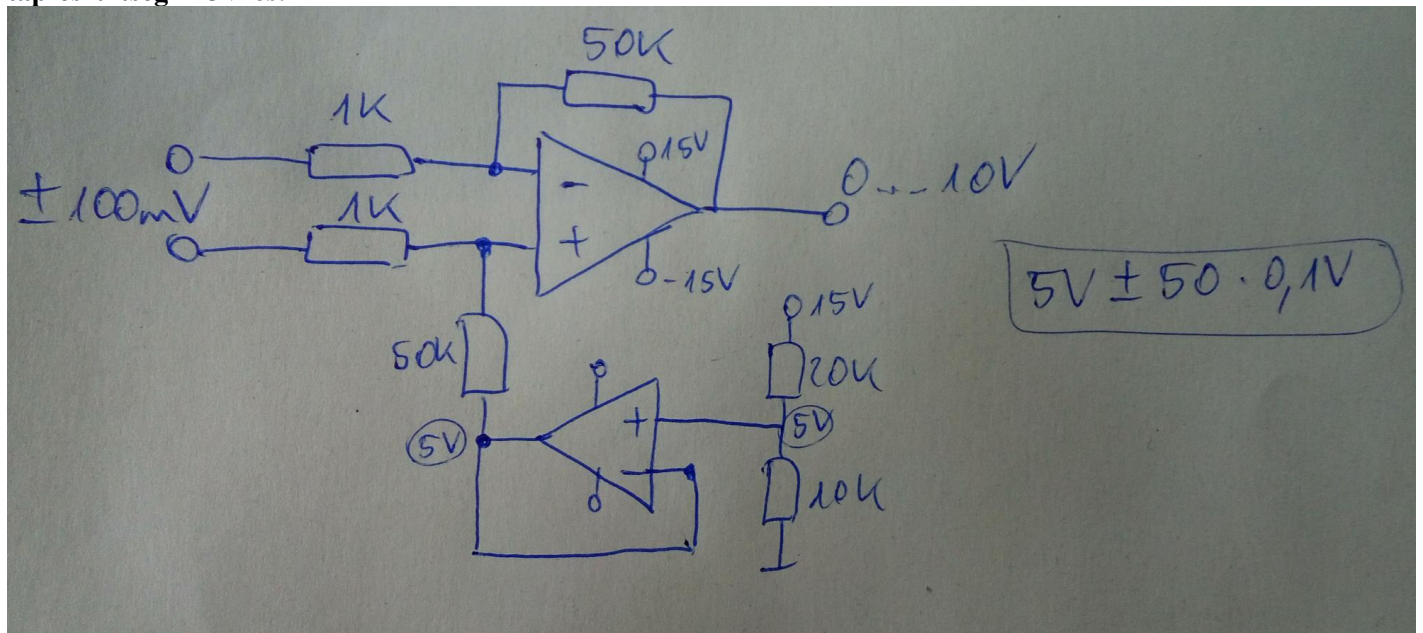 50K
1K
15V
0...10V
±100mV
1K
-
+
-15V
5V ± 50 · 0,1V
15V
50K
20K
+
5V
5V
-
10K